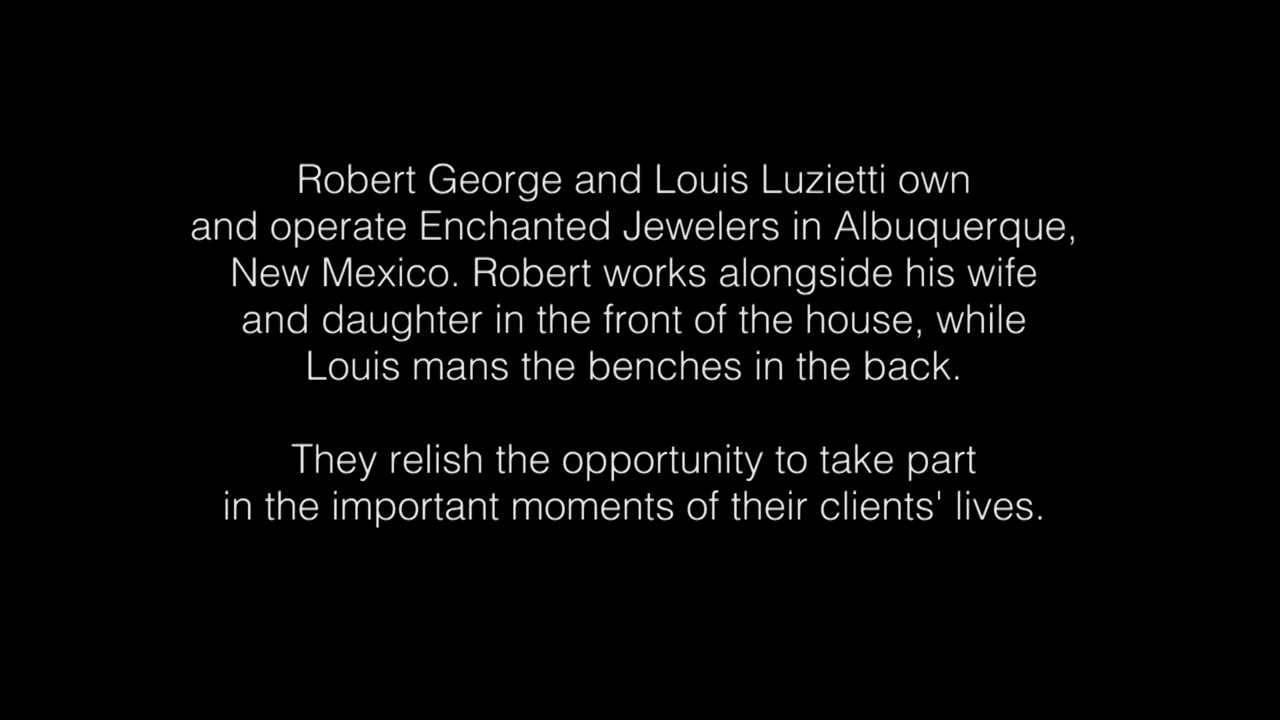 Robert George and Louis Luzietti own
and operate Enchanted Jewelers in Albuquerque,
New Mexico. Robert works alongside his wife
and daughter in the front of the house, while
Louis mans the benches in the back.
They relish the opportunity to take part
in the important moments of their clients' lives.